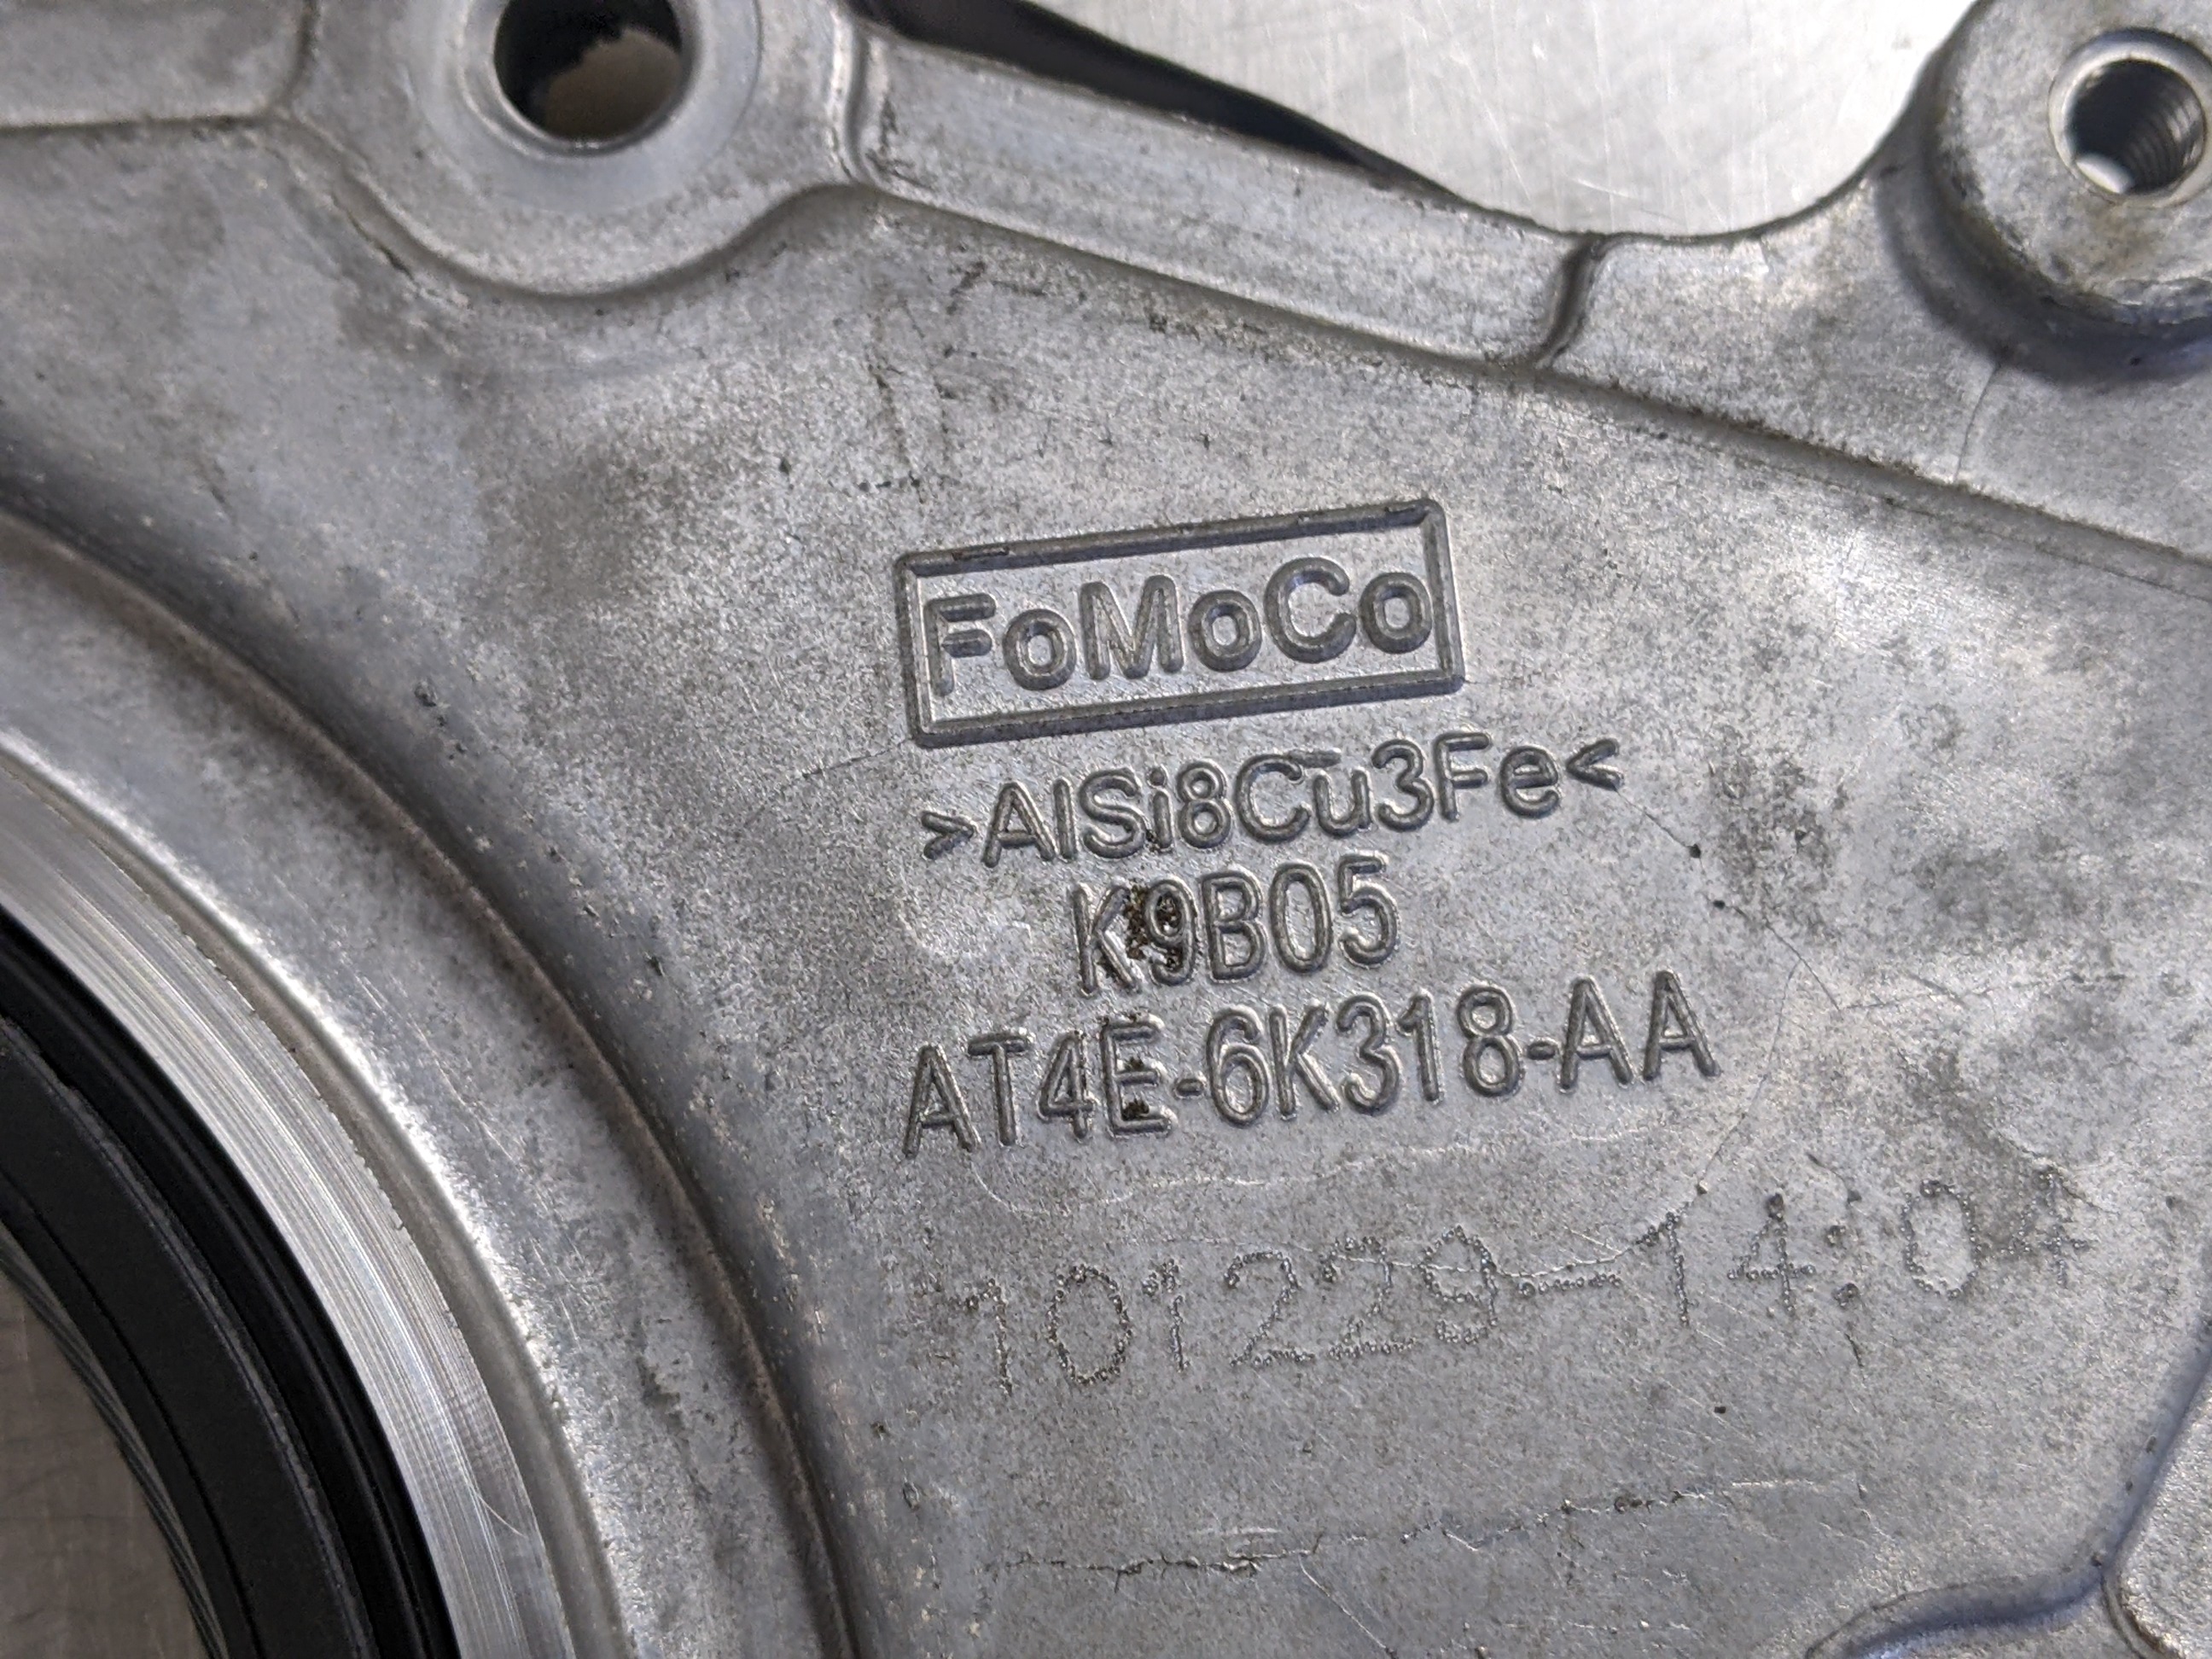 FoMoCo
>AlSi8Cu3Fe<
K9B05
AT4E-6K318-AA
101229-14:04